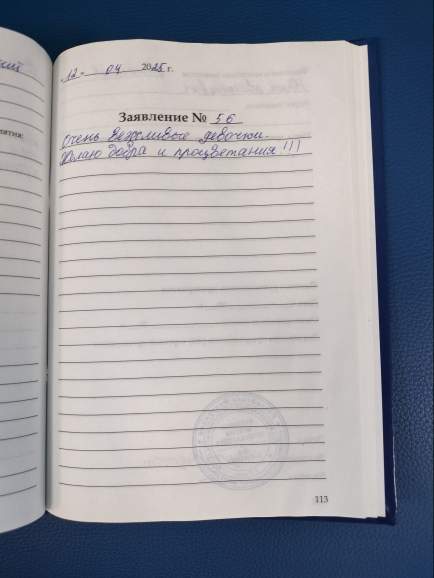 12 - 04 2025 г.
Заявление № 56
Очень вежливые девочки.
Желаю добра и процветания!!!
113